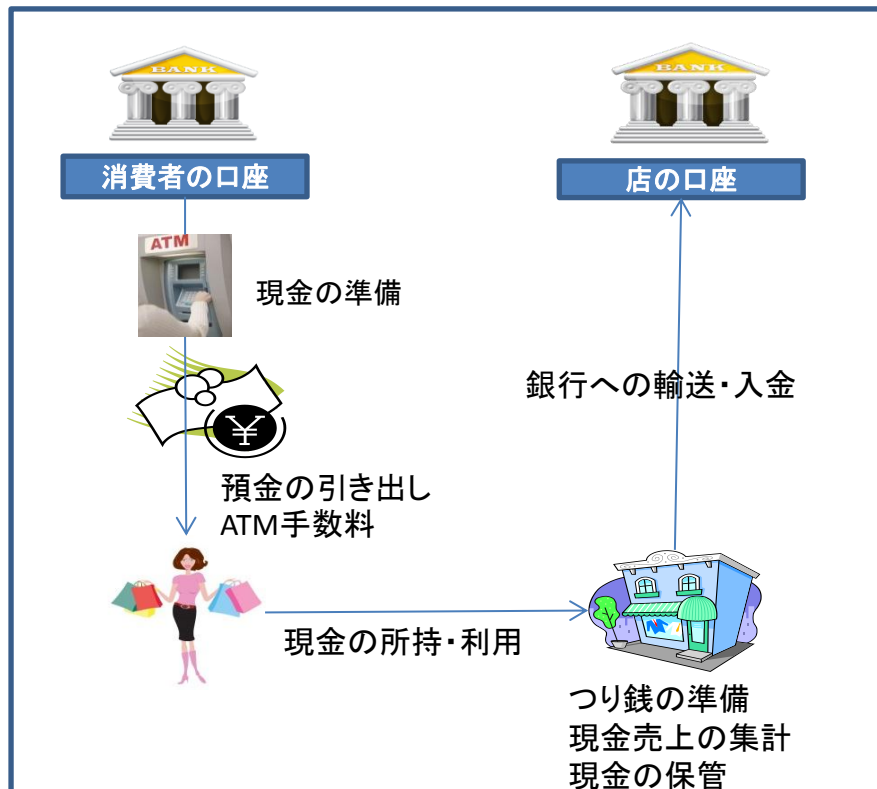 BANK
BANK
消費者の口座
店の口座
ATM
現金の準備
銀行への輸送・入金
¥
預金の引き出し
ATM手数料
現金の所持・利用
つり銭の準備
現金売上の集計
現金の保管